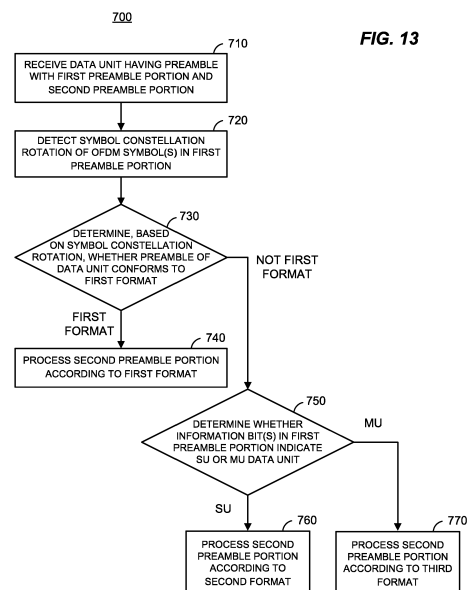 700
FIG. 13
710
RECEIVE DATA UNIT HAVING PREAMBLE
WITH FIRST PREAMBLE PORTION AND
SECOND PREAMBLE PORTION
720
DETECT SYMBOL CONSTELLATION
ROTATION OF OFDM SYMBOL(S) IN FIRST
PREAMBLE PORTION
730
DETERMINE, BASED
ON SYMBOL CONSTELLATION
ROTATION, WHETHER PREAMBLE OF
DATA UNIT CONFORMS TO
FIRST FORMAT
NOT FIRST
FORMAT
FIRST
FORMAT
740
PROCESS SECOND PREAMBLE PORTION
ACCORDING TO FIRST FORMAT
750
DETERMINE WHETHER
INFORMATION BIT(S) IN FIRST
PREAMBLE PORTION INDICATE
SU OR MU DATA UNIT
MU
SU
760
PROCESS SECOND
PREAMBLE PORTION
ACCORDING TO
SECOND FORMAT
770
PROCESS SECOND
PREAMBLE PORTION
ACCORDING TO THIRD
FORMAT